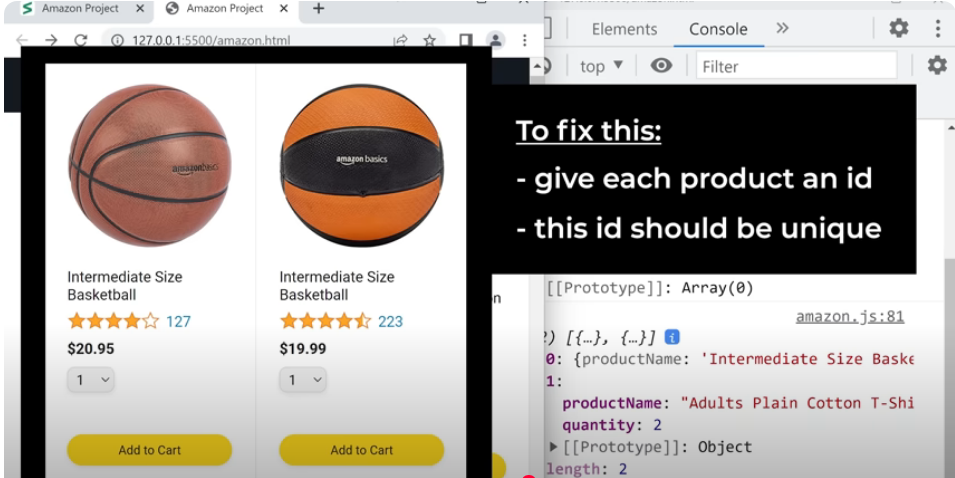 Amazon Project
Amazon Project
127.0.0.1:5500/amazon.html
Elements
Console
top
Filter
amazonbasics
amazon basics
To fix this:
- give each product an id
- this id should be unique
Intermediate Size
Basketball
127
$20.95
1
Add to Cart
Intermediate Size
Basketball
223
$19.99
1
Add to Cart
on
[[Prototype]]: Array(0)
amazon.js:81
) [{…}, {…}] i
0: {productName: 'Intermediate Size Baske
1:
productName: "Adults Plain Cotton T-Shi
quantity: 2
[[Prototype]]: Object
length: 2